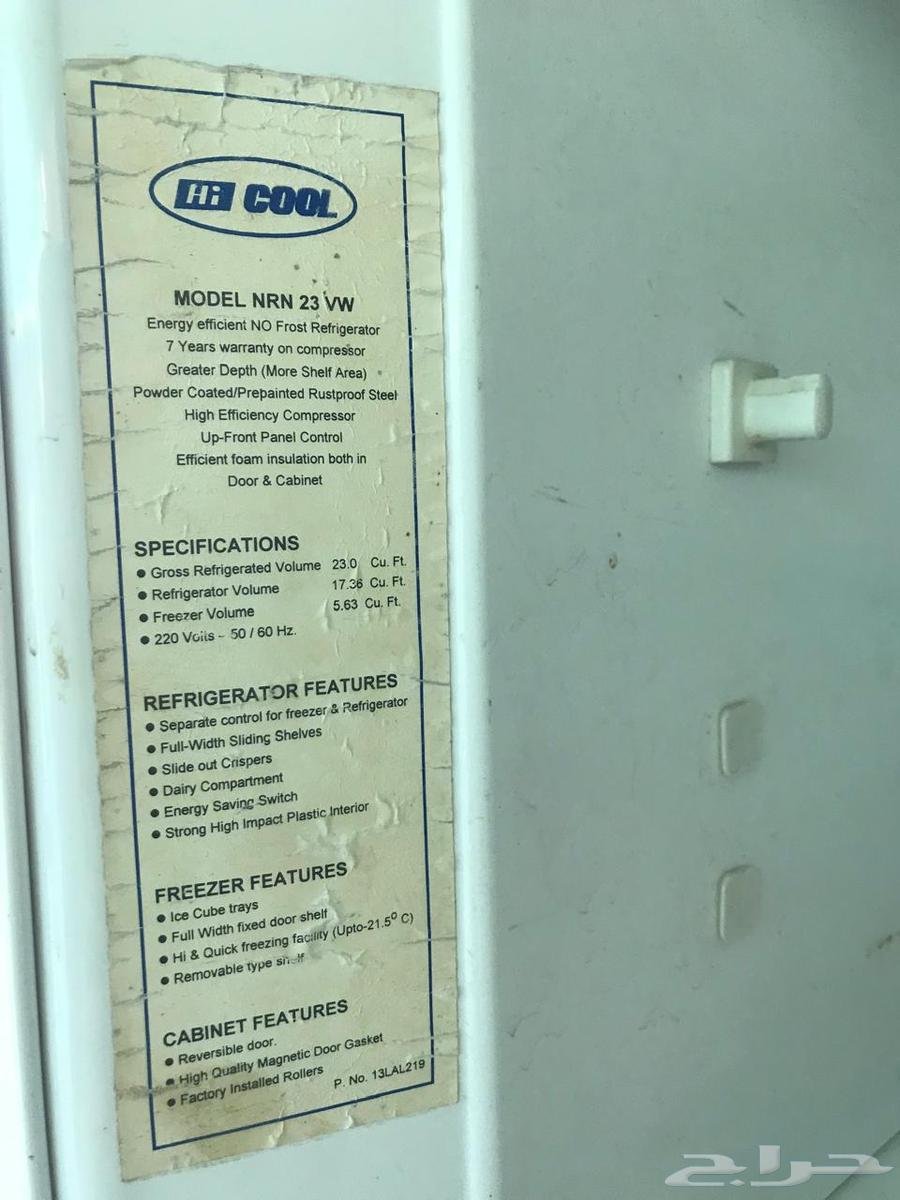 Hi COOL
MODEL NRN 23 VW
Energy efficient NO Frost Refrigerator
7 Years warranty on compressor
Greater Depth (More Shelf Area)
Powder Coated/Prepainted Rustproof Steel
High Efficiency Compressor
Up-Front Panel Control
Efficient foam insulation both in
Door & Cabinet
SPECIFICATIONS
● Gross Refrigerated Volume 23.0 Cu. Ft.
● Refrigerator Volume 17.36 Cu. Ft.
● Freezer Volume 5.63 Cu. Ft.
● 220 Volts ~ 50 / 60 Hz.
REFRIGERATOR FEATURES
● Separate control for freezer & Refrigerator
● Full-Width Sliding Shelves
● Slide out Crispers
● Dairy Compartment
● Energy Saving Switch
● Strong High Impact Plastic Interior
FREEZER FEATURES
● Ice Cube trays
● Full Width fixed door shelf
● Hi & Quick freezing facility (Upto-21.5⁰ C)
● Removable type shelf
CABINET FEATURES
● Reversible door.
● High Quality Magnetic Door Gasket
● Factory Installed Rollers
P. No. 13LAL219
حراج